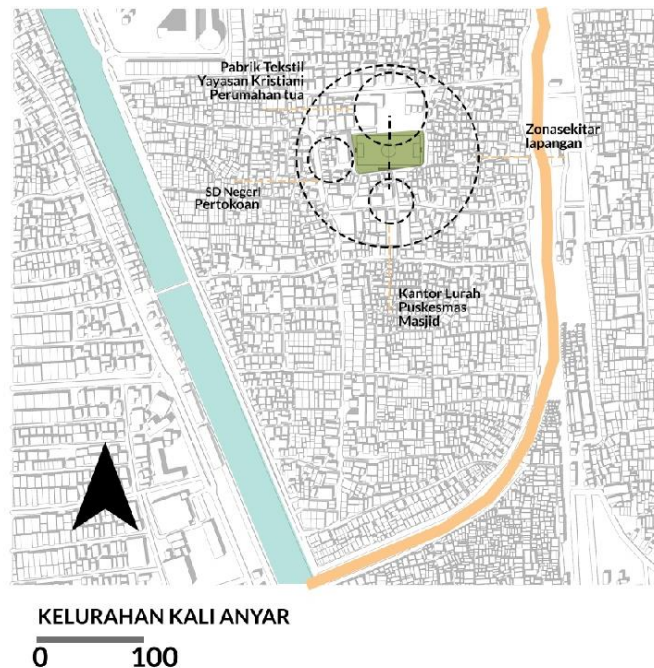 Pabrik Tekstil
Yayasan Kristiani
Perumahan tua
Zonasekitar
lapangan
SD Negeri
Pertokoan
Kantor Lurah
Puskesmas
Masjid
KELURAHAN KALI ANYAR
0 100